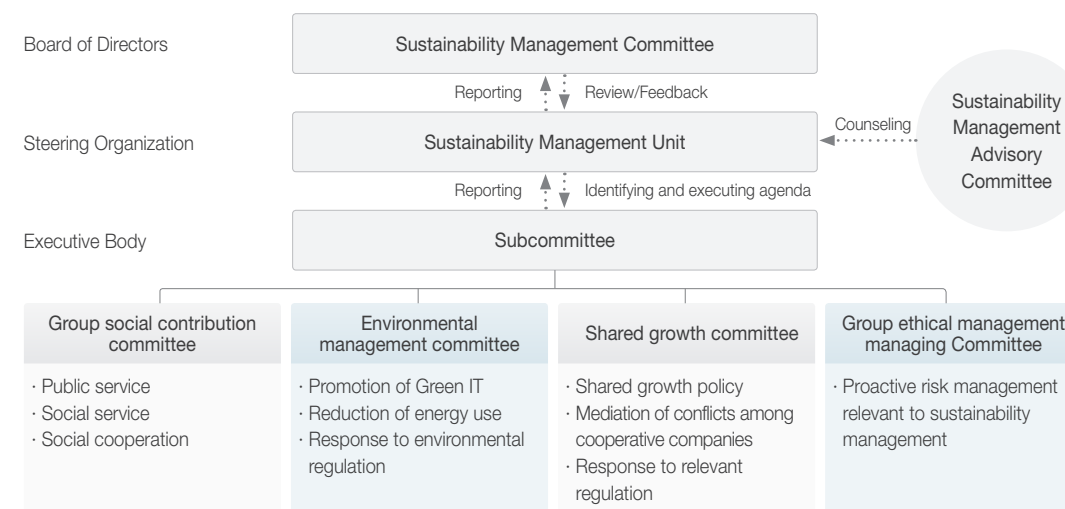 Board of Directors
Sustainability Management Committee
Reporting
Review/Feedback
Steering Organization
Sustainability Management Unit
Counseling
Sustainability
Management
Advisory
Committee
Reporting
Identifying and executing agenda
Executive Body
Subcommittee
Group social contribution
committee
· Public service
· Social service
· Social cooperation
Environmental
management committee
· Promotion of Green IT
· Reduction of energy use
· Response to environmental
regulation
Shared growth committee
· Shared growth policy
· Mediation of conflicts among
cooperative companies
· Response to relevant
regulation
Group ethical management
managing Committee
· Proactive risk management
relevant to sustainability
management